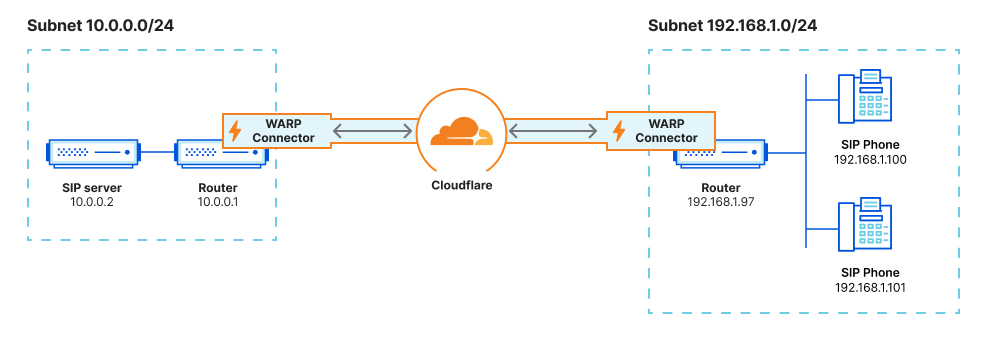 Subnet 10.0.0.0/24
Subnet 192.168.1.0/24
WARP
Connector
WARP
Connector
SIP server
10.0.0.2
Router
10.0.0.1
Cloudflare
Router
192.168.1.97
SIP Phone
192.168.1.100
SIP Phone
192.168.1.101